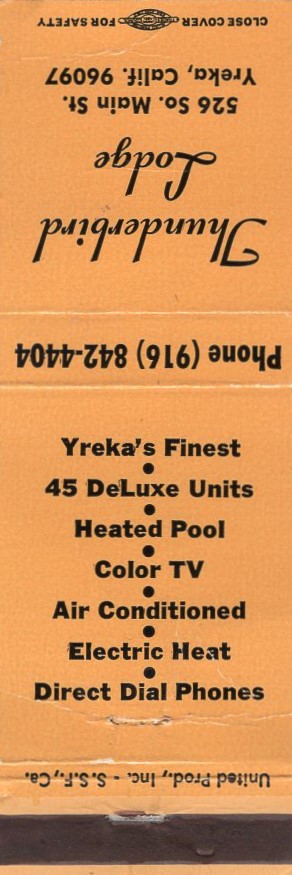 Thunderbird
Lodge
526 So. Main St.
Yreka, Calif. 96097
CLOSE COVER FOR SAFETY
Phone (916) 842-4404
Yreka's Finest
•
45 DeLuxe Units
•
Heated Pool
•
Color TV
•
Air Conditioned
•
Electric Heat
•
Direct Dial Phones
United Prod., Inc. - S.S.F., Ca.